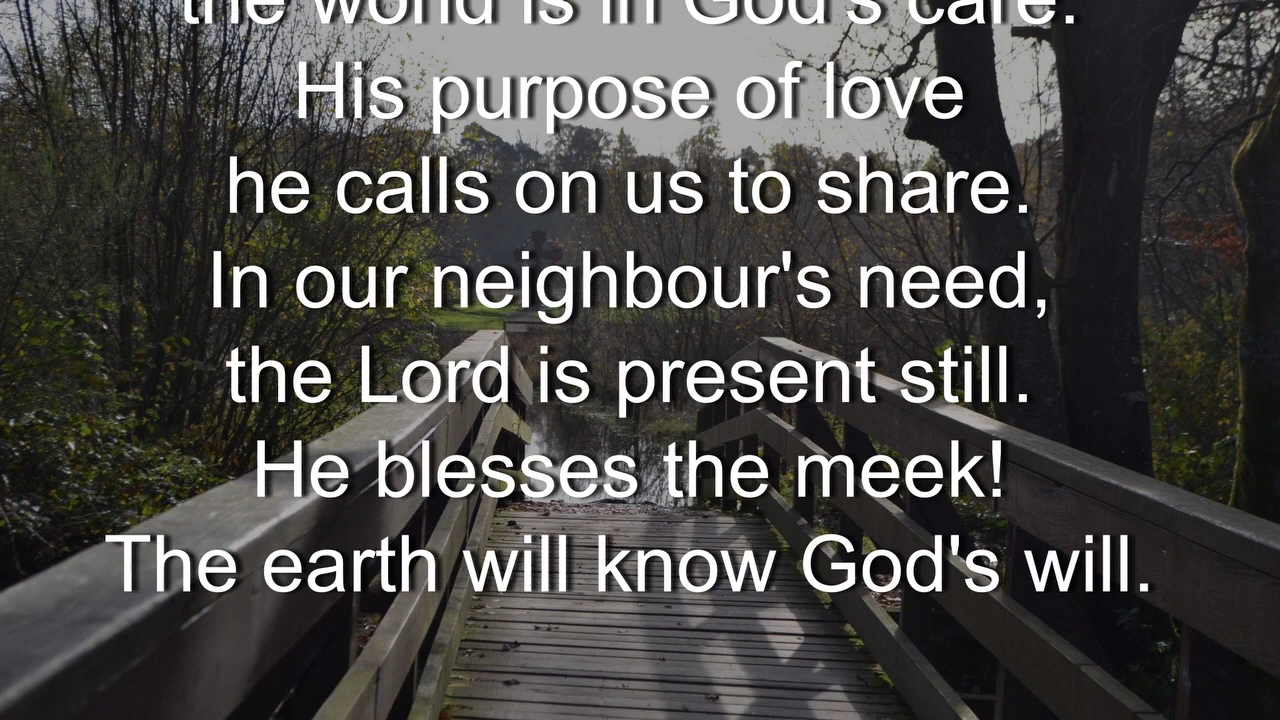 the world is in God's care.
His purpose of love
he calls on us to share.
In our neighbour's need,
the Lord is present still.
He blesses the meek!
The earth will know God's will.